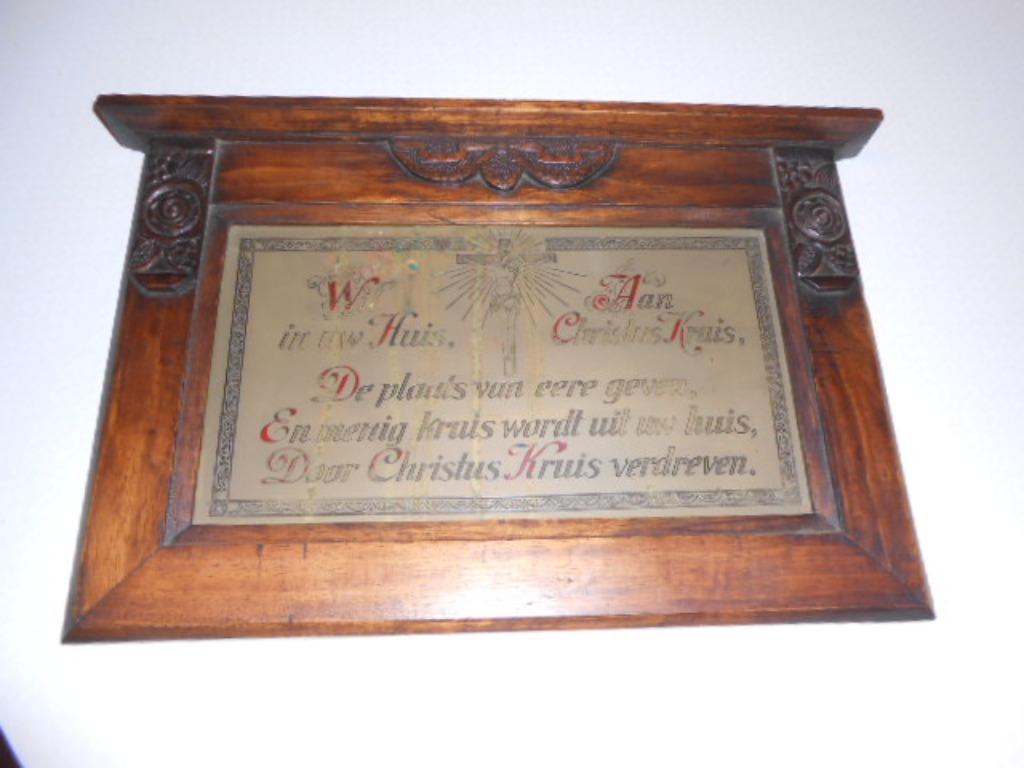 Wil Aan
in uw Huis. Christus Kruis,
De plaats van eere geven,
En menig kruis wordt uit uw huis,
Door Christus Kruis verdreven.